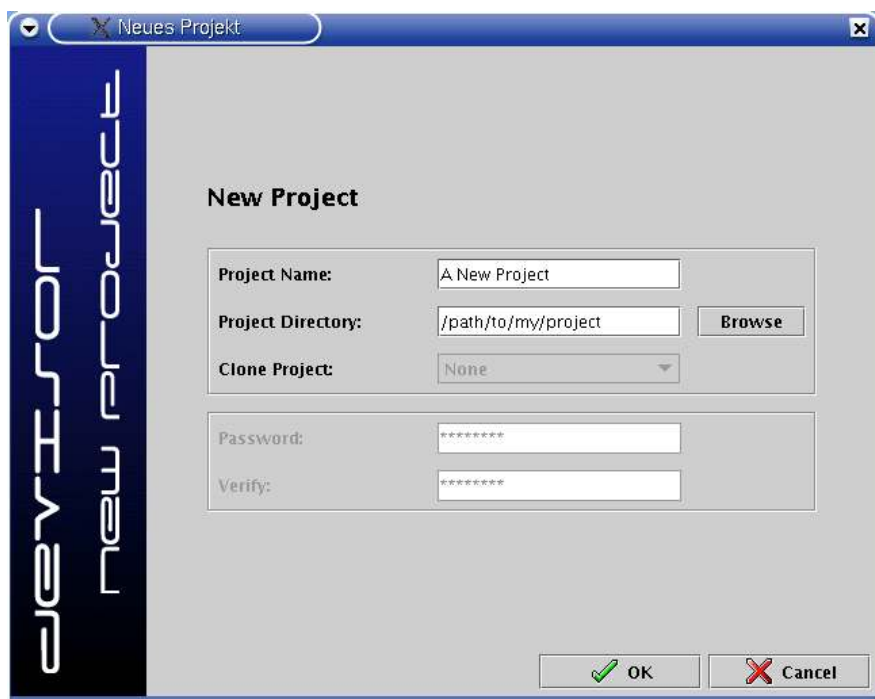 Neues Projekt
devisor
new project
New Project
Project Name: A New Project
Project Directory: /path/to/my/project Browse
Clone Project: None
Password: ********
Verify: ********
OK Cancel